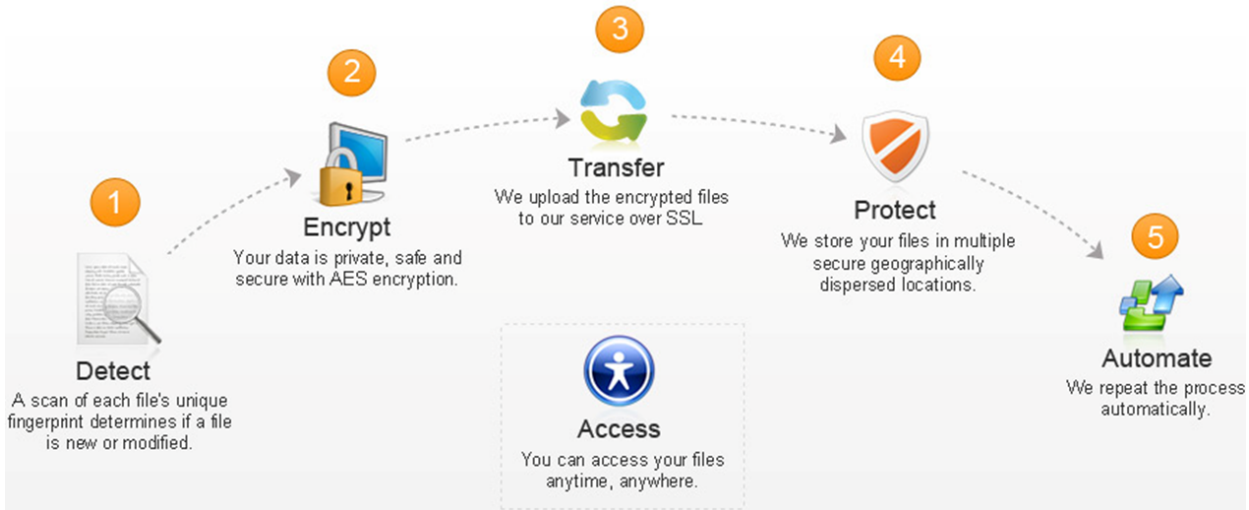 1
Detect
A scan of each file's unique
fingerprint determines if a file
is new or modified.
2
Encrypt
Your data is private, safe and
secure with AES encryption.
3
Transfer
We upload the encrypted files
to our service over SSL
4
Protect
We store your files in multiple
secure geographically
dispersed locations.
5
Automate
We repeat the process
automatically.
Access
You can access your files
anytime, anywhere.